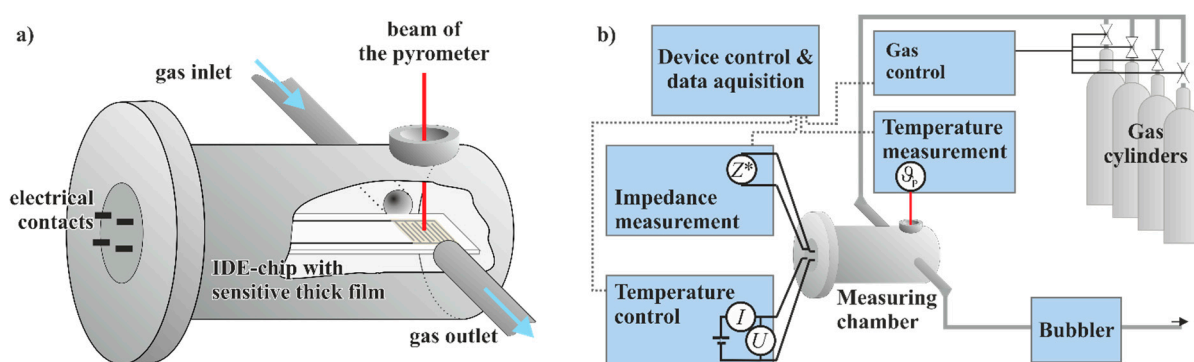 a)
beam of
the pyrometer
gas inlet
electrical
contacts
IDE-chip with
sensitive thick film
gas outlet
b)
Device control &
data aquisition
Gas
control
Temperature
measurement
ϑp
Gas
cylinders
Z*
Impedance
measurement
Temperature
control
I
U
Measuring
chamber
Bubbler